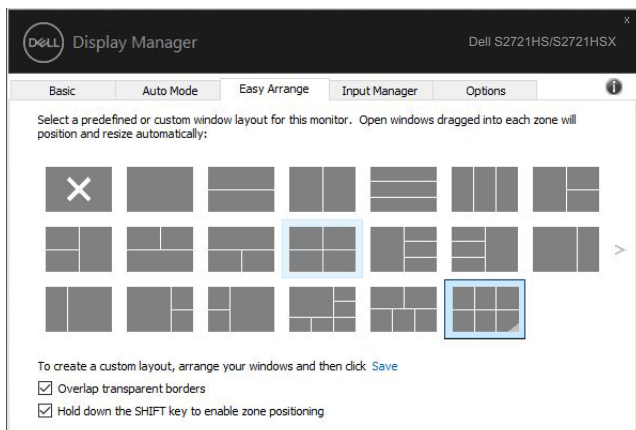 x
DELL Display Manager Dell S2721HS/S2721HSX
Basic Auto Mode Easy Arrange Input Manager Options i
Select a predefined or custom window layout for this monitor. Open windows dragged into each zone will
position and resize automatically:
>
To create a custom layout, arrange your windows and then click Save
Overlap transparent borders
Hold down the SHIFT key to enable zone positioning